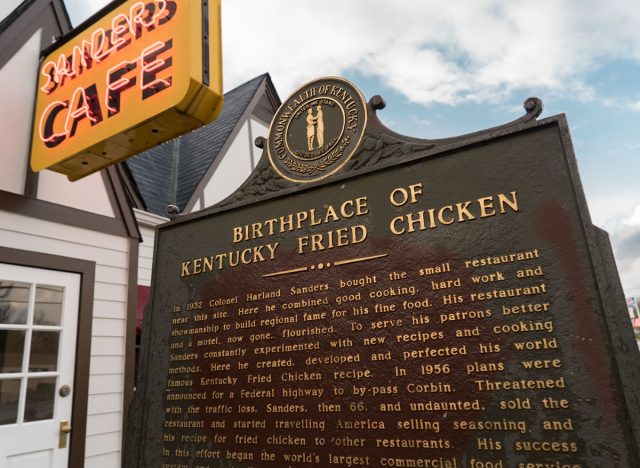 SANDERS
CAFE
COMMONWEALTH OF KENTUCKY
BIRTHPLACE OF
KENTUCKY FRIED CHICKEN
In 1932 Colonel Harland Sanders bought the small restaurant
near this site. Here he combined good cooking, hard work and
showmanship to build regional fame for his fine food. His restaurant
and a motel, now gone, flourished. To serve his patrons better
Sanders constantly experimented with new recipes and cooking
methods. Here he created, developed and perfected his world
famous Kentucky Fried Chicken recipe. In 1956 plans were
announced for a Federal highway to by-pass Corbin. Threatened
with the traffic loss, Sanders, then 66, and undaunted, sold the
restaurant and started travelling America selling seasoning and
his recipe for fried chicken to other restaurants. His success
in this effort began the world's largest commercial food